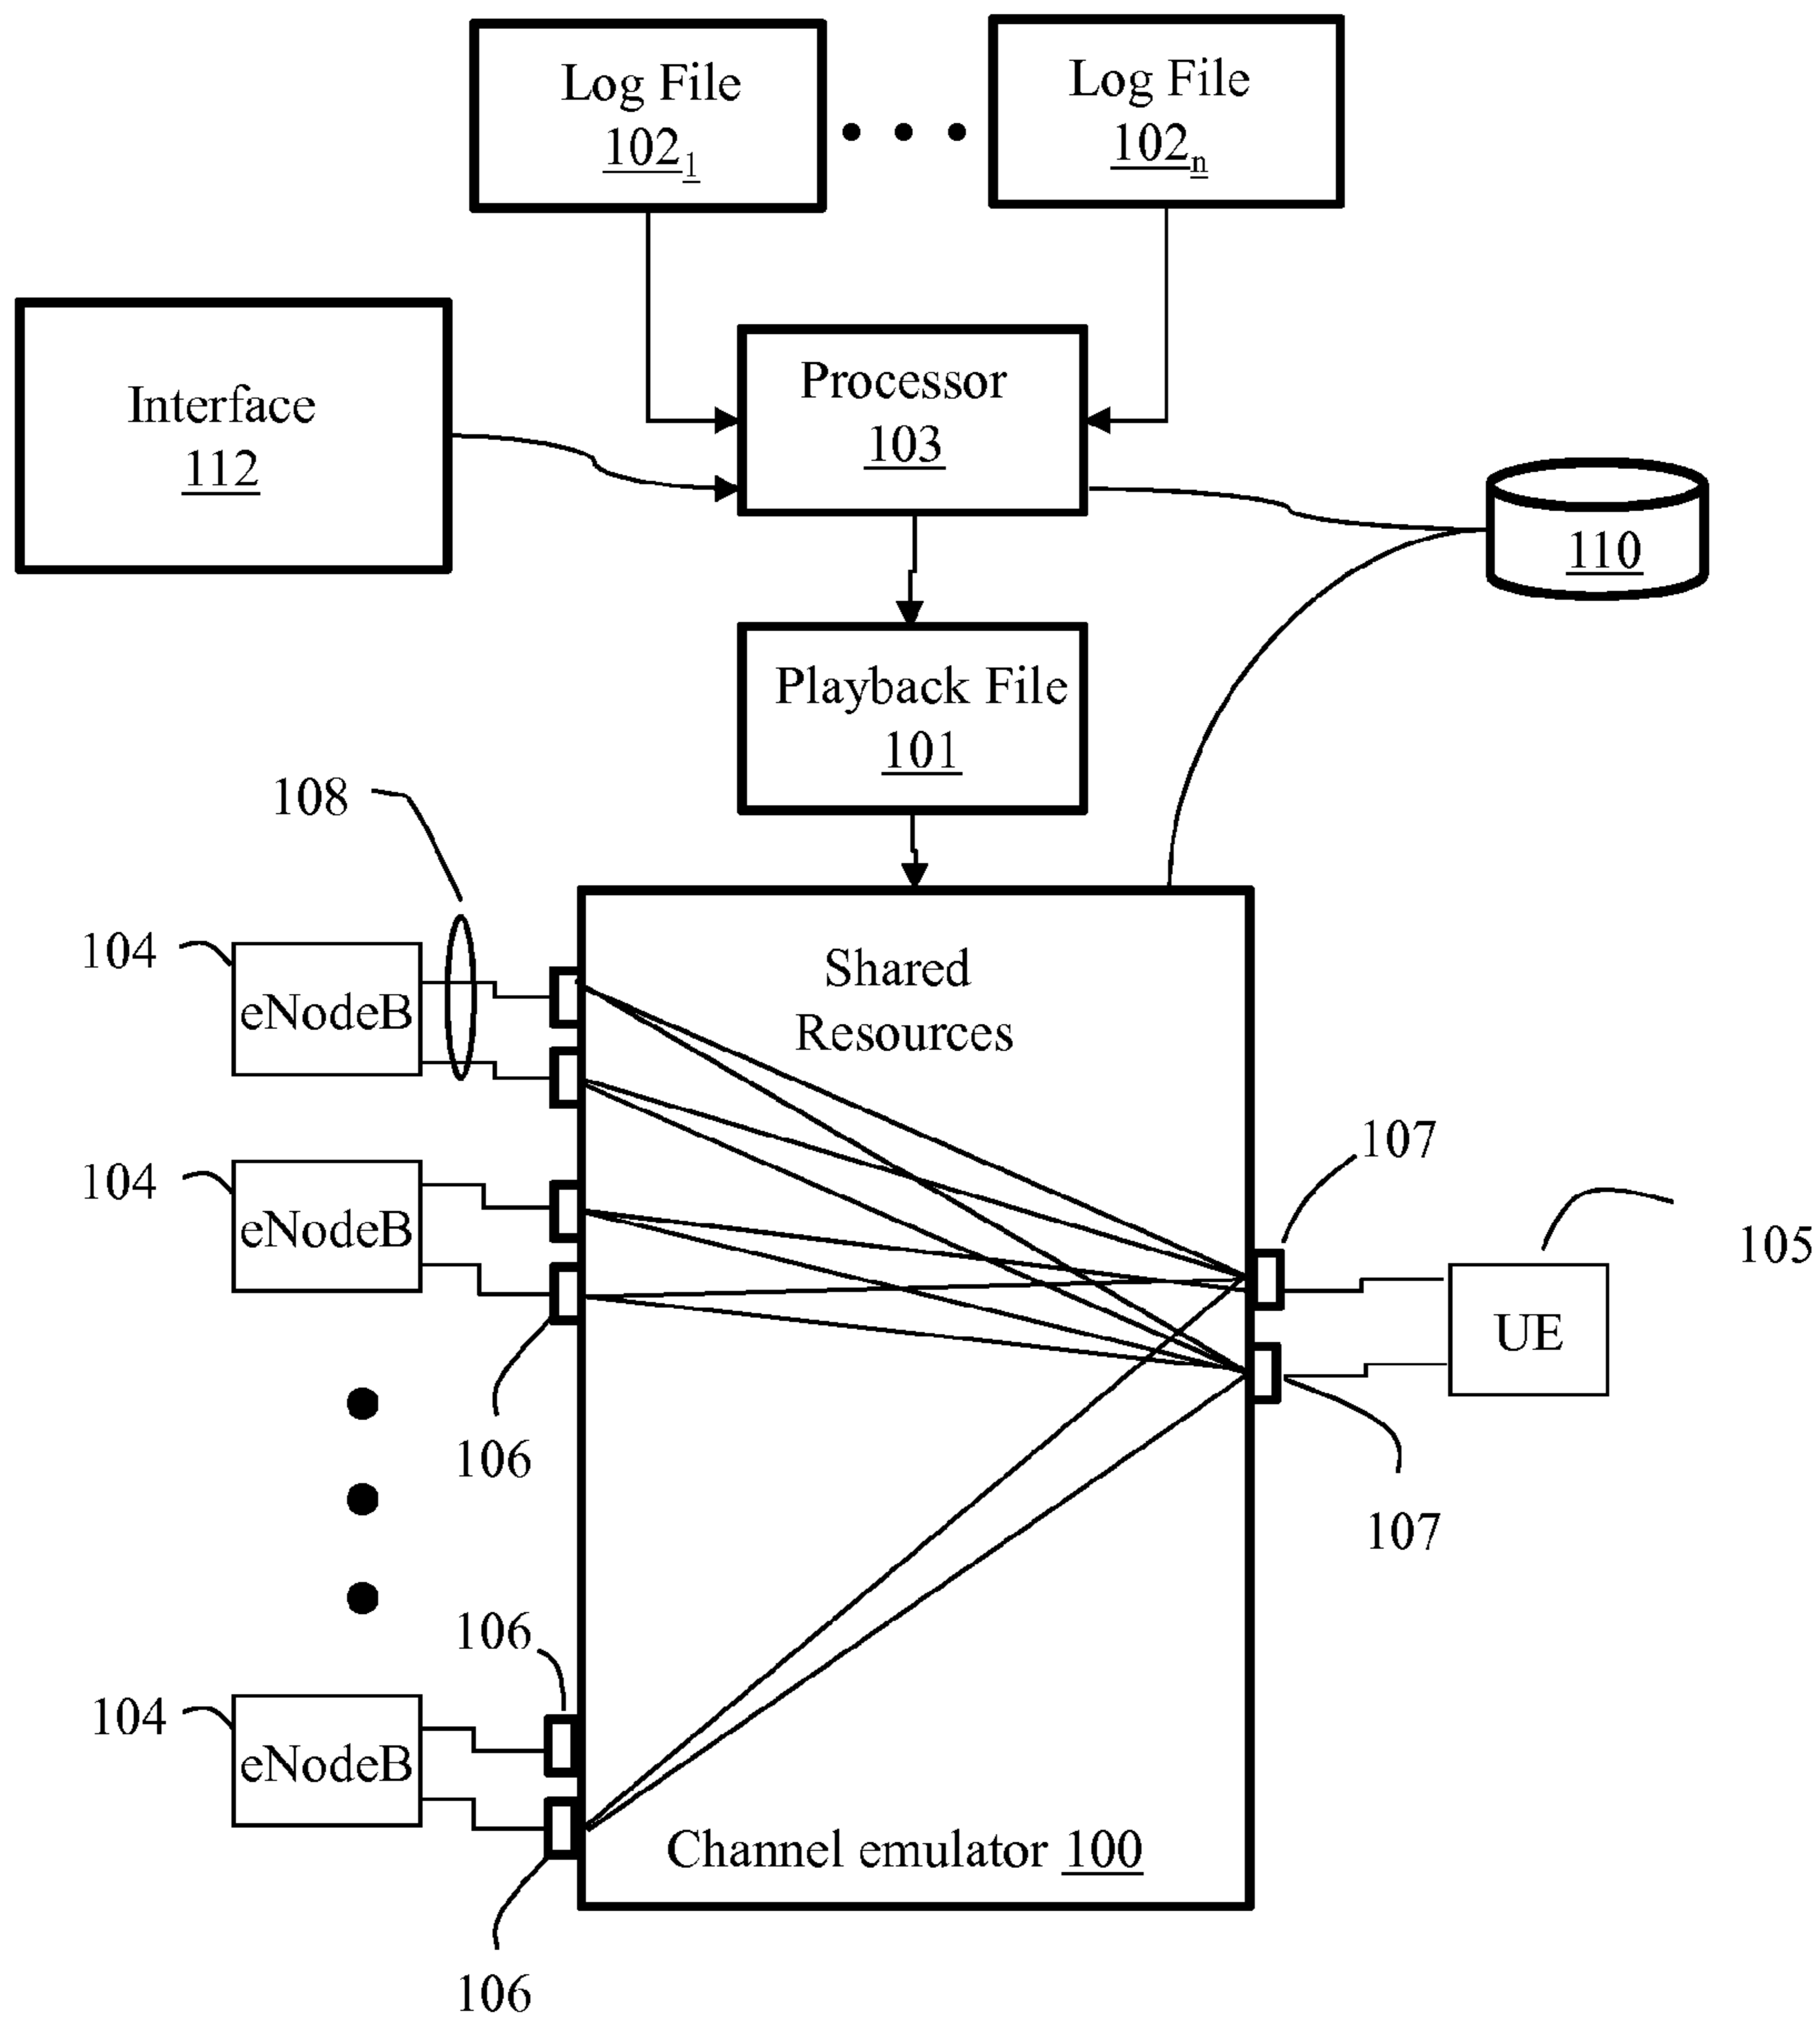 Log File
102₁
Log File
102ₙ
Interface
112
Processor
103
110
Playback File
101
108
104
eNodeB
Shared
Resources
104
eNodeB
107
105
UE
106
107
106
104
eNodeB
Channel emulator 100
106